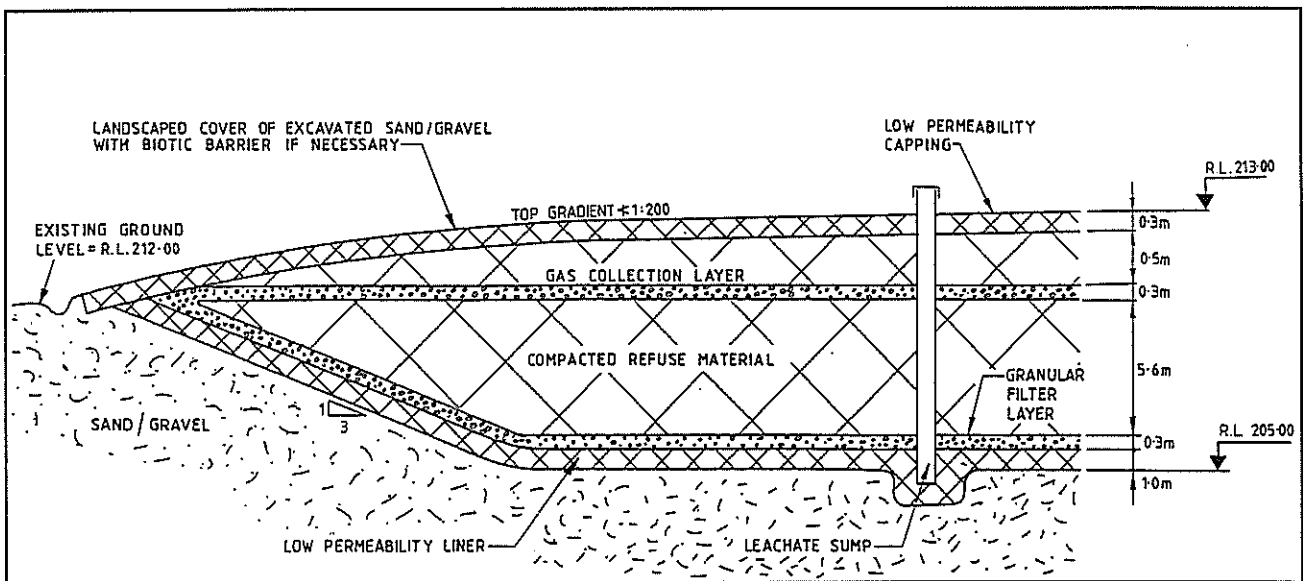 LANDSCAPED COVER OF EXCAVATED SAND/GRAVEL
WITH BIOTIC BARRIER IF NECESSARY
LOW PERMEABILITY
CAPPING
R.L. 213·00
TOP GRADIENT ≮ 1:200
EXISTING GROUND
LEVEL = R.L. 212·00
0·3m
0·5m
GAS COLLECTION LAYER
0·3m
COMPACTED REFUSE MATERIAL
5·6m
GRANULAR
FILTER
LAYER
1
3
SAND / GRAVEL
0·3m
R.L. 205·00
1·0m
LOW PERMEABILITY LINER
LEACHATE SUMP